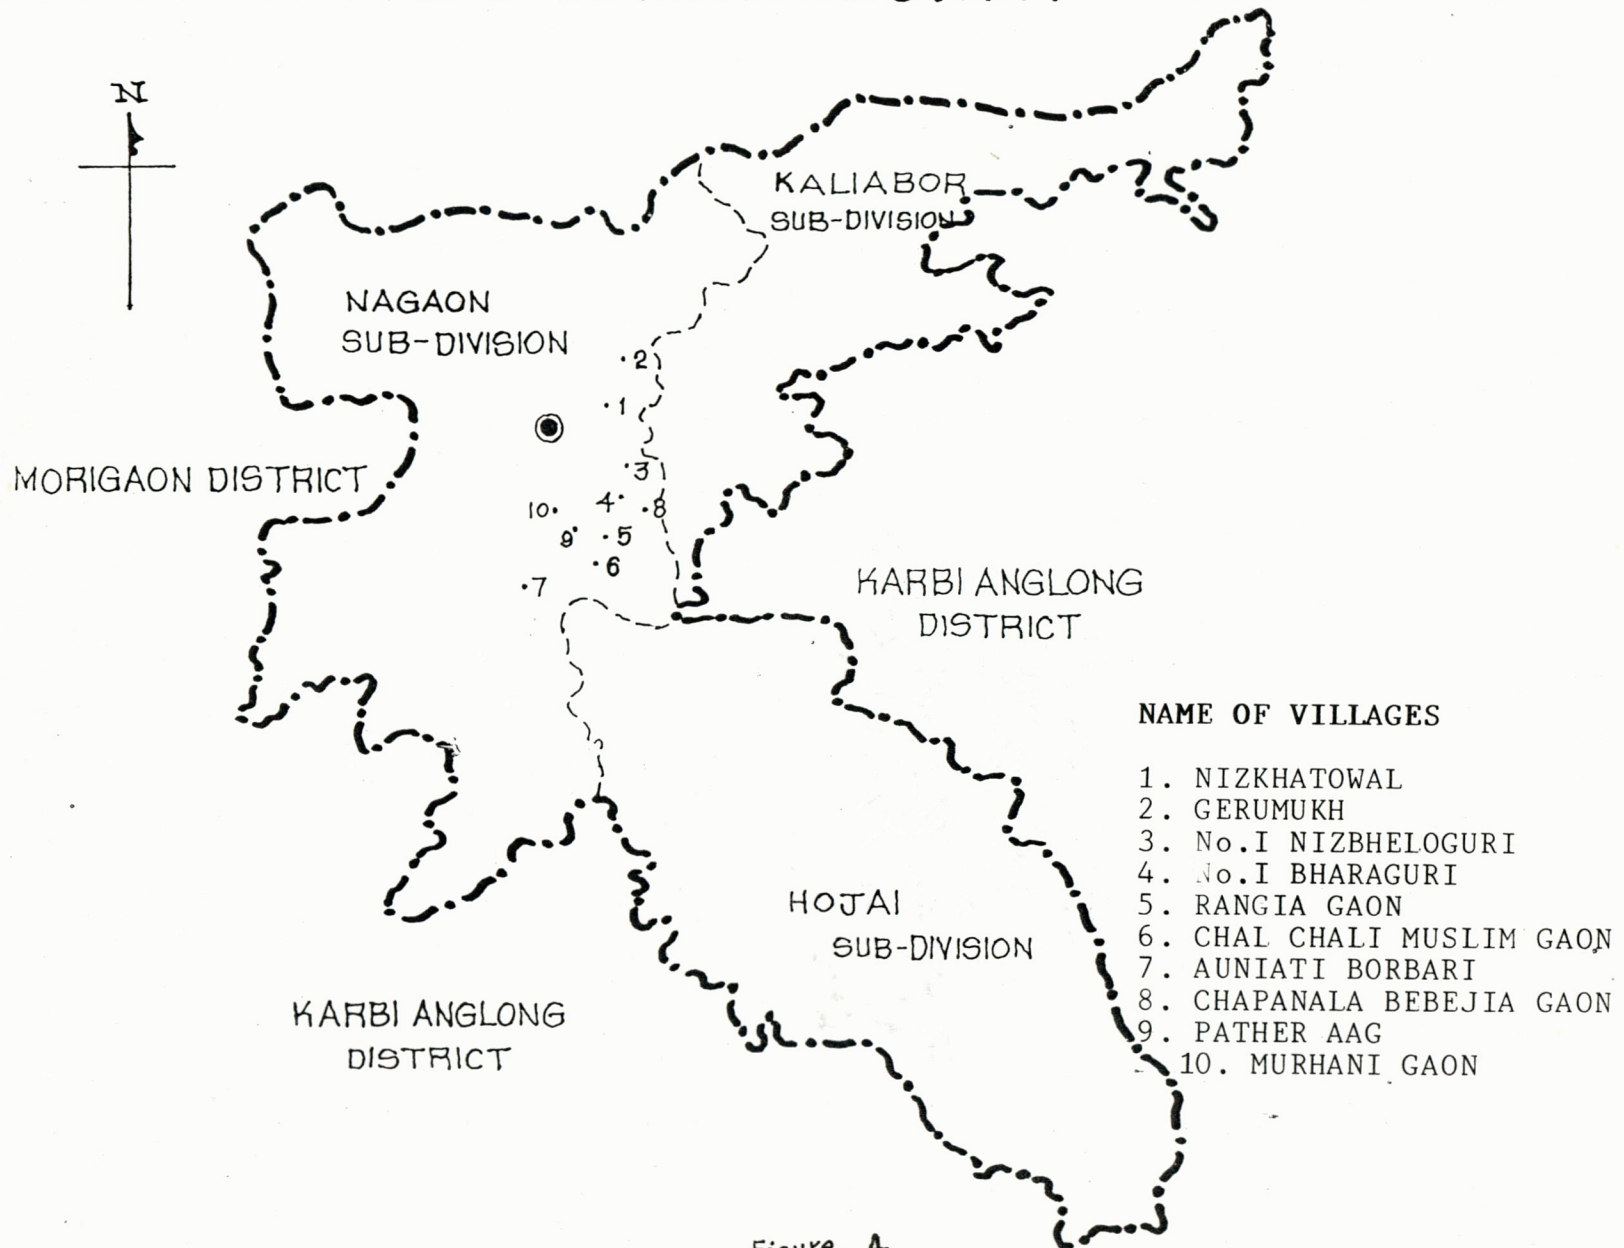 N
KALIABOR
SUB-DIVISION
NAGAON
SUB-DIVISION
2
1
MORIGAON DISTRICT
3
4
8
10
9
5
6
7
KARBI ANGLONG
DISTRICT
NAME OF VILLAGES
1. NIZKHATOWAL
2. GERUMUKH
3. No.I NIZBHELOGURI
4. No.I BHARAGURI
5. RANGIA GAON
6. CHAL CHALI MUSLIM GAON
7. AUNIATI BORBARI
8. CHAPANALA BEBEJIA GAON
9. PATHER AAG
10. MURHANI GAON
HOJAI
SUB-DIVISION
KARBI ANGLONG
DISTRICT
Figure A